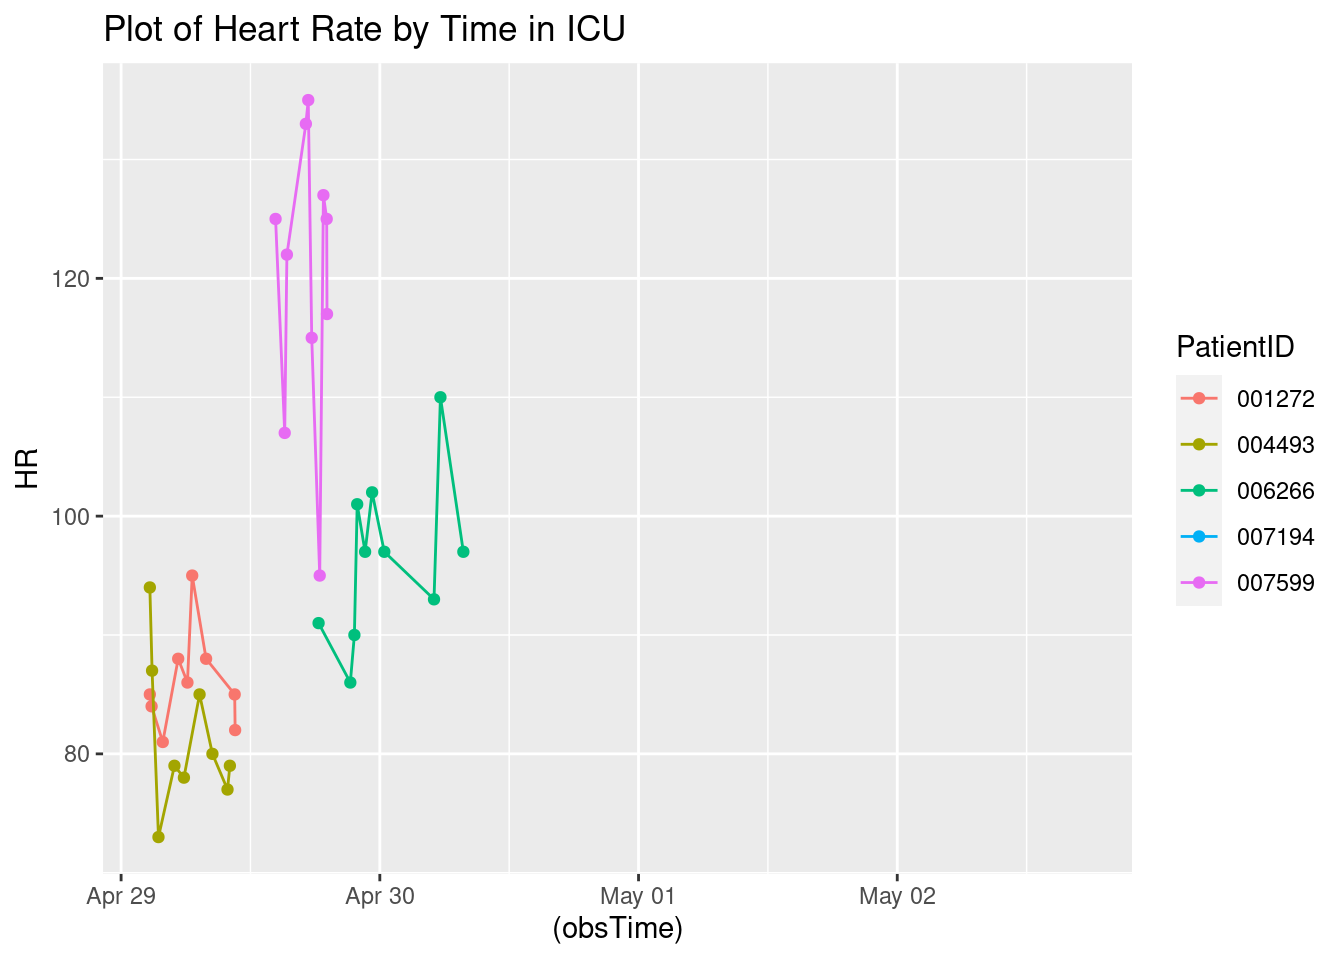 Plot of Heart Rate by Time in ICU
120
100
80
HR
Apr 29
Apr 30
May 01
May 02
(obsTime)
PatientID
001272
004493
006266
007194
007599